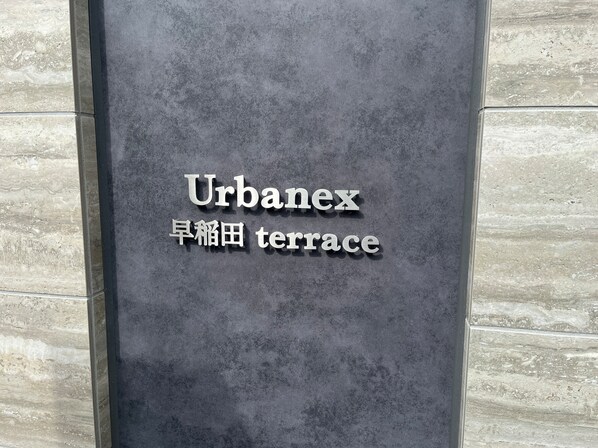 Urbanex
早稲田 terrace